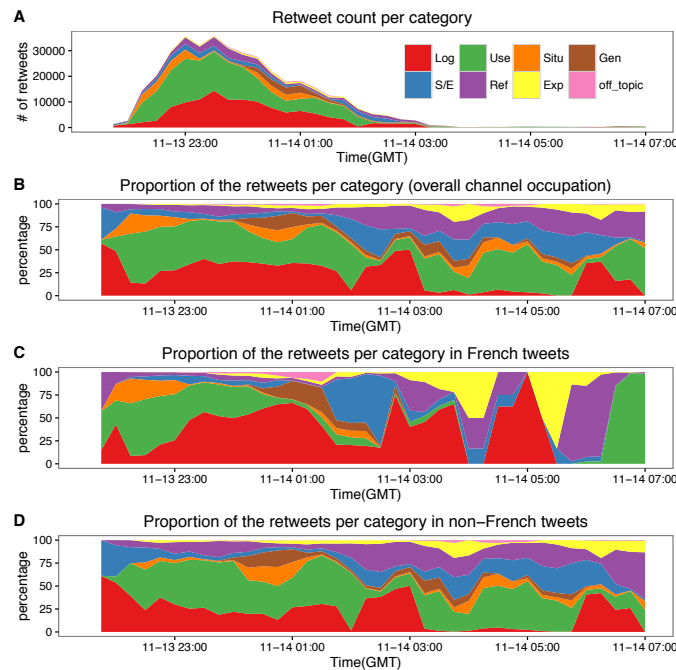 A
Retweet count per category
# of retweets
30000
20000
10000
0
Log
Use
Situ
Gen
S/E
Ref
Exp
off_topic
11−13 23:00
11−14 01:00
11−14 03:00
11−14 05:00
11−14 07:00
Time(GMT)
B
Proportion of the retweets per category (overall channel occupation)
percentage
100
75
50
25
0
11−13 23:00
11−14 01:00
11−14 03:00
11−14 05:00
11−14 07:00
Time(GMT)
C
Proportion of the retweets per category in French tweets
percentage
100
75
50
25
0
11−13 23:00
11−14 01:00
11−14 03:00
11−14 05:00
11−14 07:00
Time(GMT)
D
Proportion of the retweets per category in non−French tweets
percentage
100
75
50
25
0
11−13 23:00
11−14 01:00
11−14 03:00
11−14 05:00
11−14 07:00
Time(GMT)